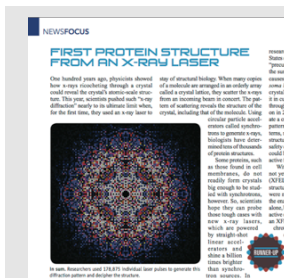 NEWSFOCUS
FIRST PROTEIN STRUCTURE
FROM AN X-RAY LASER
One hundred years ago, physicists showed
how x-rays ricocheting through a crystal
could reveal the crystal's atomic-scale struc-
ture. This year, scientists pushed such "x-ray
diffraction" nearly to its ultimate limit when,
for the first time, they used an x-ray laser to
In sum. Researchers used 178,875 individual laser pulses to generate this
diffraction pattern and decipher the structure.
stay of structural biology. When many copies
of a molecule are arranged in an orderly array
called a crystal lattice, they scatter the x-rays
from an incoming beam in concert. The pat-
tern of scattering reveals the structure of the
crystal, including that of the molecule. Using
circular particle accel-
erators called synchro-
trons to generate x-rays,
biologists have deter-
mined tens of thousands
of protein structures.
Some proteins, such
as those found in cell
membranes, do not
readily form crystals
big enough to be stud-
ied with synchrotrons,
however. So, scientists
hope they can probe
those tough cases with
new x-ray lasers,
which are powered
by straight-shot
linear accel-
erators and
shine a billion
times brighter
than synchro-
tron sources. In
RUNNER-UP